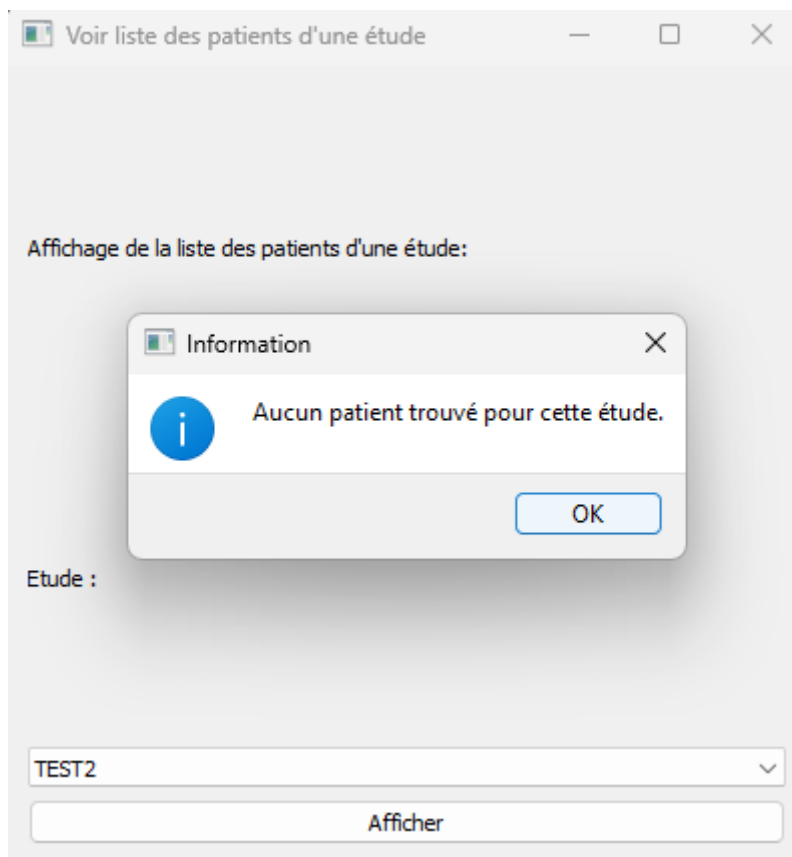 Voir liste des patients d'une étude
Affichage de la liste des patients d'une étude:
Information
Aucun patient trouvé pour cette étude.
OK
Etude :
TEST2
Afficher